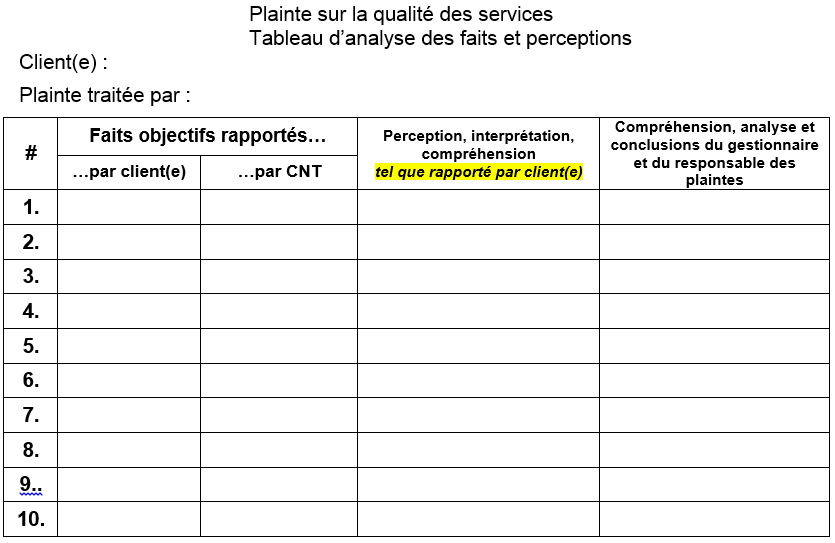 Plainte sur la qualité des services
Tableau d’analyse des faits et perceptions
Client(e) :
Plainte traitée par :
#
Faits objectifs rapportés…
…par client(e)
…par CNT
Perception, interprétation,
compréhension
tel que rapporté par client(e)
Compréhension, analyse et
conclusions du gestionnaire
et du responsable des
plaintes
1.
2.
3.
4.
5.
6.
7.
8.
9..
10.